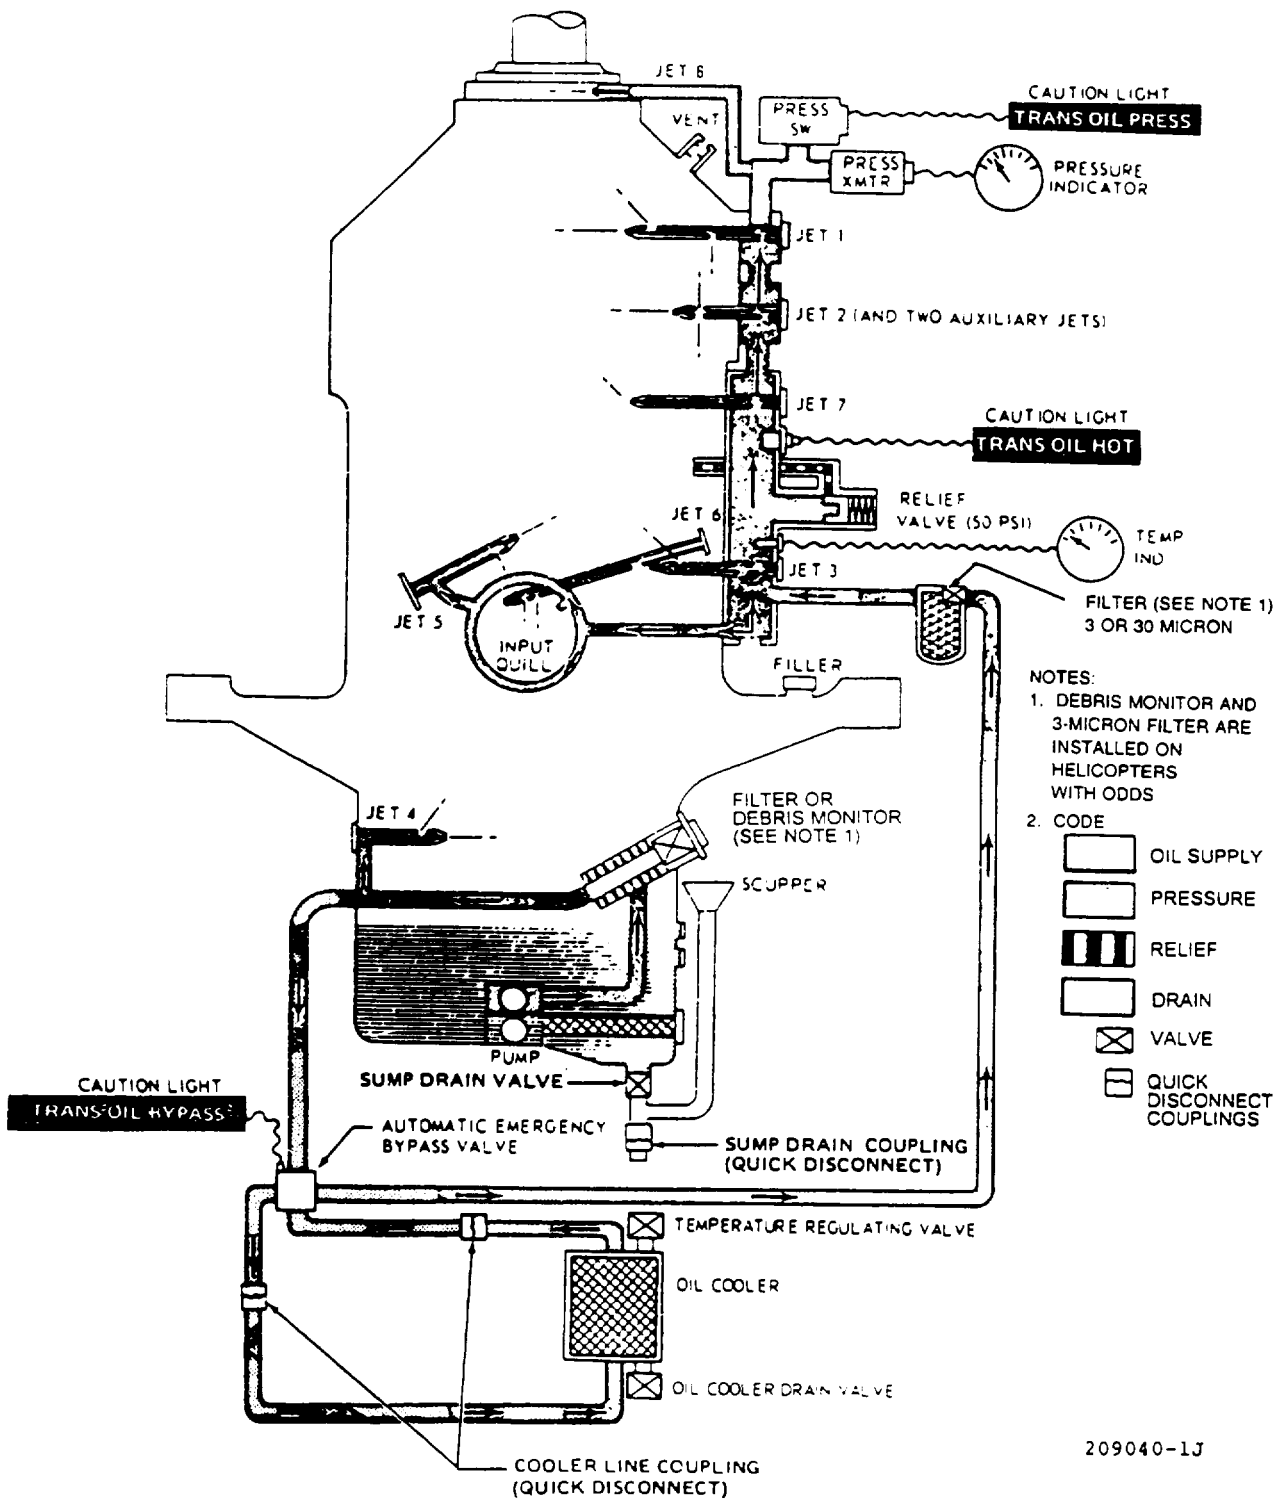 JET 8
CAUTION LIGHT
TRANS OIL PRESS
PRESS
SW
VENT
PRESS
XMTR
PRESSURE
INDICATOR
JET 1
JET 2 (AND TWO AUXILIARY JETS)
JET 7
CAUTION LIGHT
TRANS OIL HOT
RELIEF
VALVE (50 PSI)
JET 6
TEMP
IND
JET 3
JET 5
INPUT
QUILL
FILTER (SEE NOTE 1)
3 OR 30 MICRON
FILLER
NOTES:
1. DEBRIS MONITOR AND
3-MICRON FILTER ARE
INSTALLED ON
HELICOPTERS
WITH ODDS
2. CODE
OIL SUPPLY
PRESSURE
RELIEF
DRAIN
VALVE
QUICK
DISCONNECT
COUPLINGS
JET 4
FILTER OR
DEBRIS MONITOR
(SEE NOTE 1)
SCUPPER
PUMP
SUMP DRAIN VALVE
CAUTION LIGHT
TRANS OIL BYPASS
AUTOMATIC EMERGENCY
BYPASS VALVE
SUMP DRAIN COUPLING
(QUICK DISCONNECT)
TEMPERATURE REGULATING VALVE
OIL COOLER
OIL COOLER DRAIN VALVE
COOLER LINE COUPLING
(QUICK DISCONNECT)
209040-1J